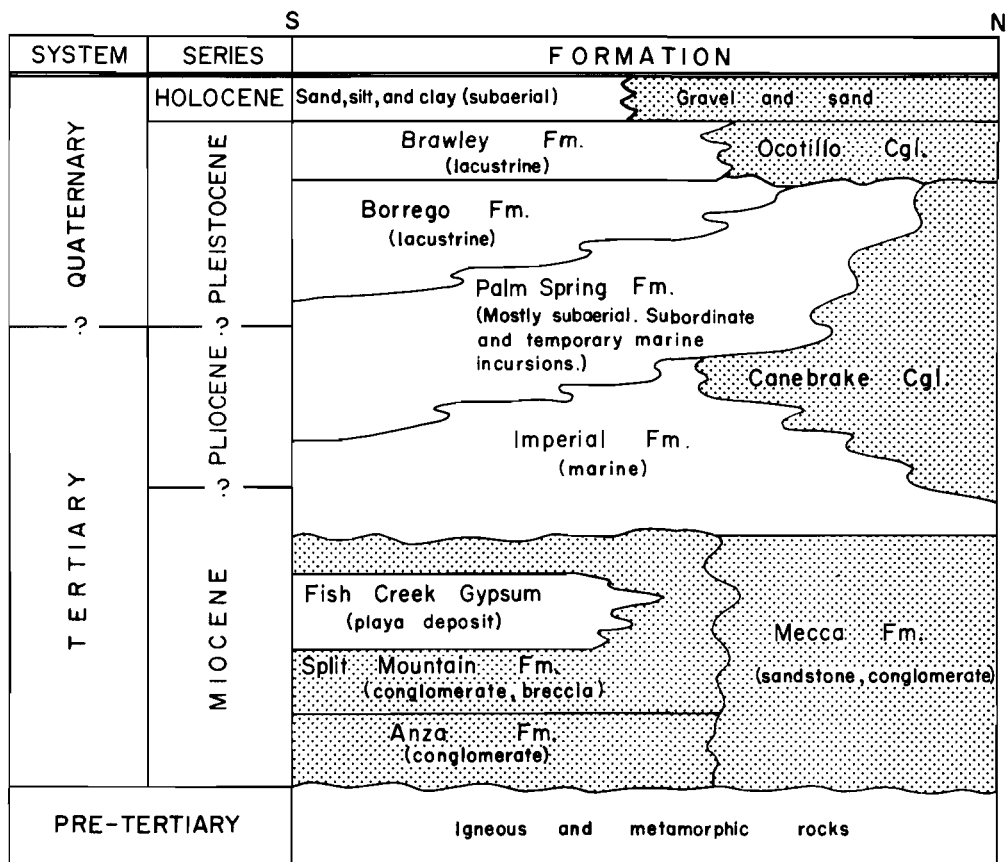 S N
SYSTEM SERIES FORMATION
HOLOCENE Sand, silt, and clay (subaerial) Gravel and sand
Brawley Fm. Ocotillo Cgl.
(lacustrine)
QUATERNARY
PLEISTOCENE
Borrego Fm.
(lacustrine)
Palm Spring Fm.
(Mostly subaerial. Subordinate
and temporary marine
incursions.)
? ?
PLIOCENE
Canebrake Cgl.
Imperial Fm.
(marine)
?
TERTIARY
MIOCENE
Fish Creek Gypsum
(playa deposit)
Mecca Fm.
(sandstone, conglomerate)
Split Mountain Fm.
(conglomerate, breccia)
Anza Fm.
(conglomerate)
PRE-TERTIARY Igneous and metamorphic rocks